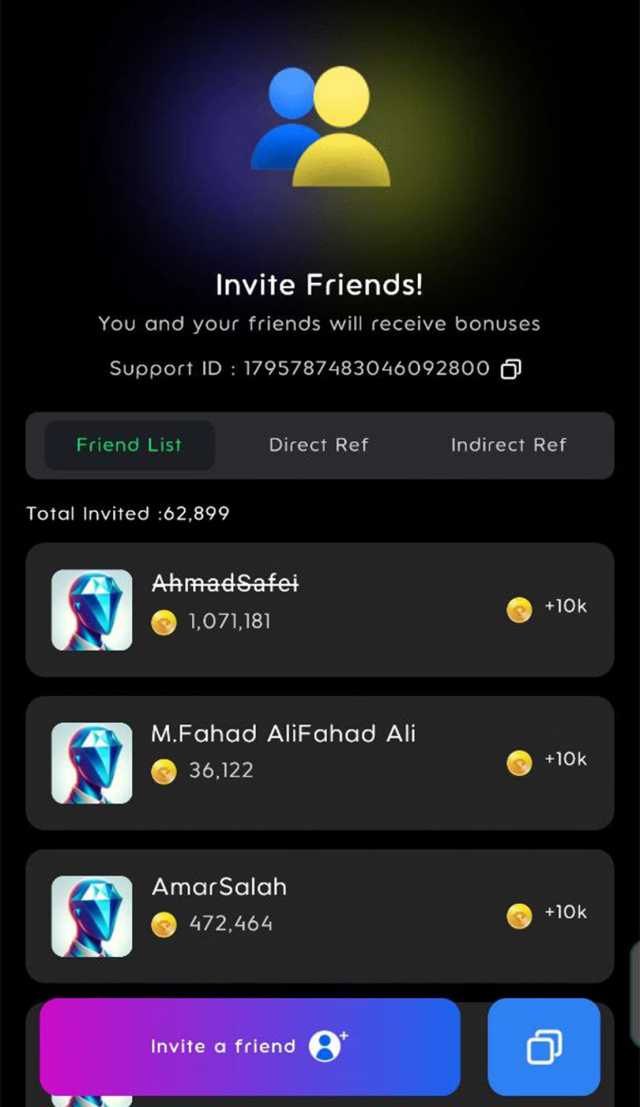 Invite Friends!
You and your friends will receive bonuses
Support ID : 1795787483046092800
Friend List Direct Ref Indirect Ref
Total Invited :62,899
AhmadSafei
1,071,181
+10k
M.Fahad AliFahad Ali
36,122
+10k
AmarSalah
472,464
+10k
Invite a friend